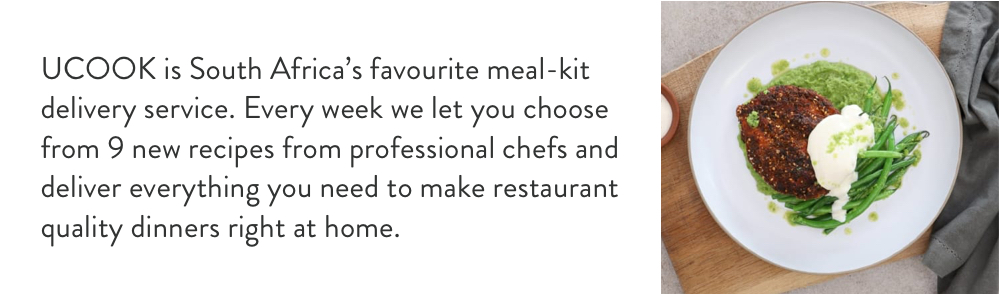 UCOOK is South Africa’s favourite meal-kit
delivery service. Every week we let you choose
from 9 new recipes from professional chefs and
deliver everything you need to make restaurant
quality dinners right at home.